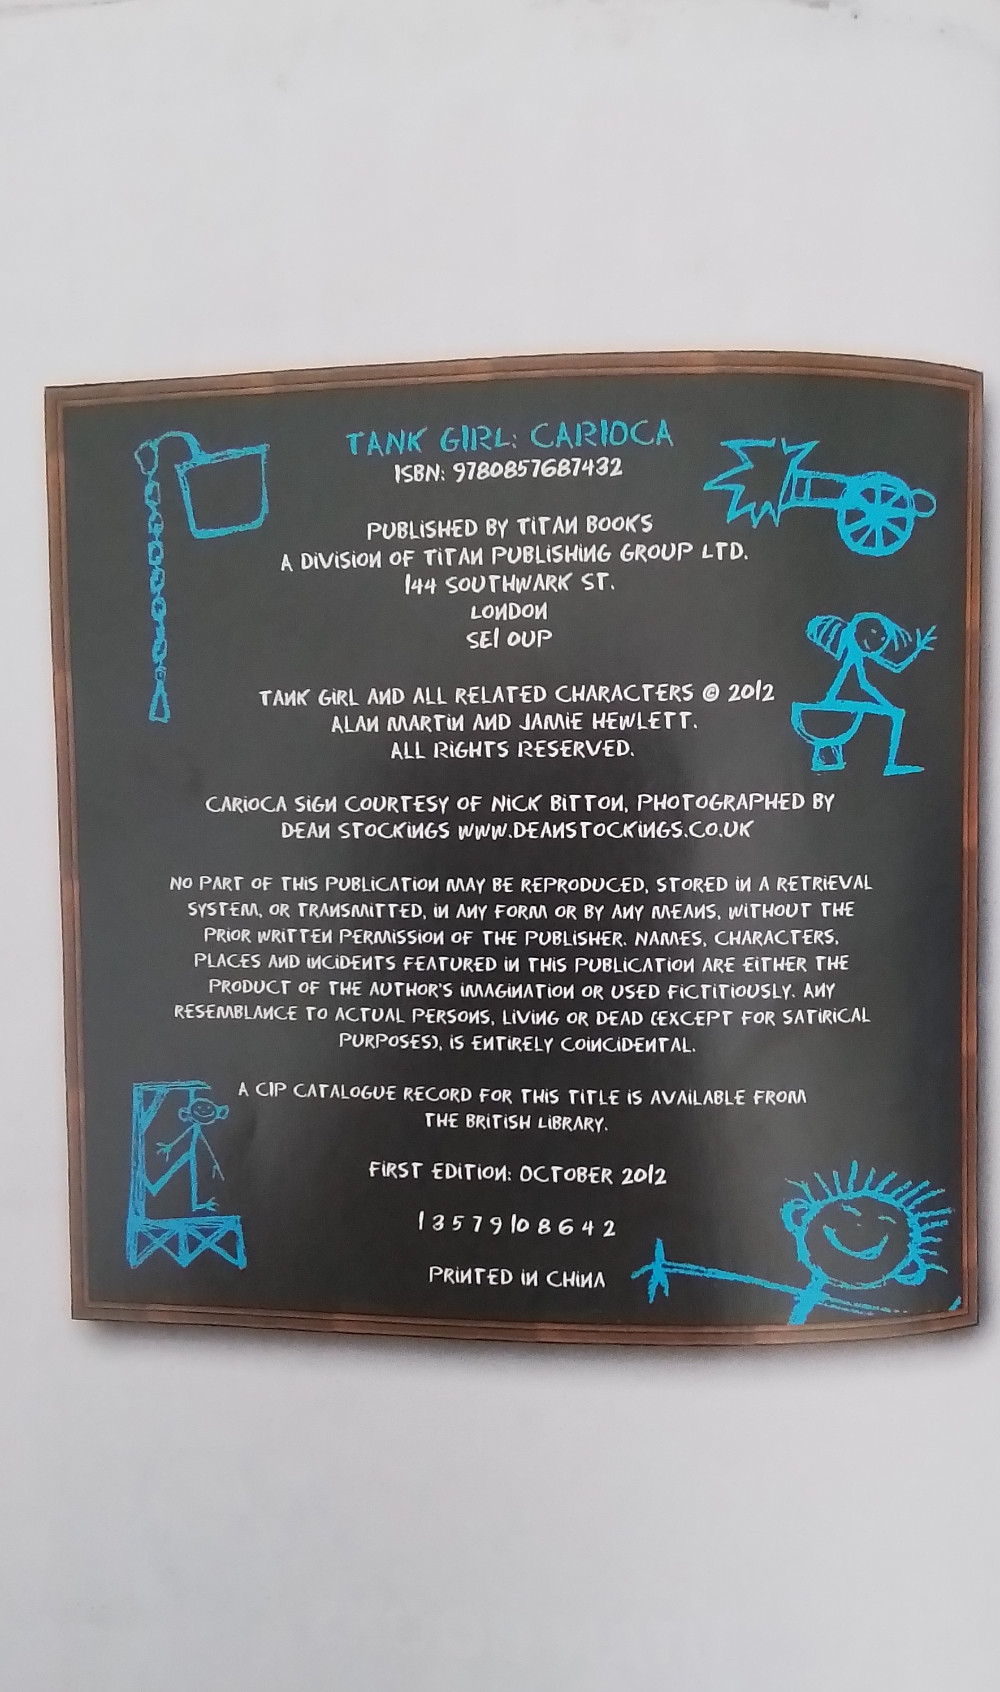 TANK GIRL: CARIOCA
ISBN: 9780857687432
PUBLISHED BY TITAN BOOKS
A DIVISION OF TITAN PUBLISHING GROUP LTD.
144 SOUTHWARK ST.
LONDON
SE1 0UP
TANK GIRL AND ALL RELATED CHARACTERS © 2012
ALAN MARTIN AND JAMIE HEWLETT.
ALL RIGHTS RESERVED.
CARIOCA SIGN COURTESY OF NICK BITTON, PHOTOGRAPHED BY
DEAN STOCKINGS WWW.DEANSTOCKINGS.CO.UK
NO PART OF THIS PUBLICATION MAY BE REPRODUCED, STORED IN A RETRIEVAL
SYSTEM, OR TRANSMITTED, IN ANY FORM OR BY ANY MEANS, WITHOUT THE
PRIOR WRITTEN PERMISSION OF THE PUBLISHER. NAMES, CHARACTERS,
PLACES AND INCIDENTS FEATURED IN THIS PUBLICATION ARE EITHER THE
PRODUCT OF THE AUTHOR'S IMAGINATION OR USED FICTITIOUSLY. ANY
RESEMBLANCE TO ACTUAL PERSONS, LIVING OR DEAD (EXCEPT FOR SATIRICAL
PURPOSES), IS ENTIRELY COINCIDENTAL.
A CIP CATALOGUE RECORD FOR THIS TITLE IS AVAILABLE FROM
THE BRITISH LIBRARY.
FIRST EDITION: OCTOBER 2012
1 3 5 7 9 10 8 6 4 2
PRINTED IN CHINA